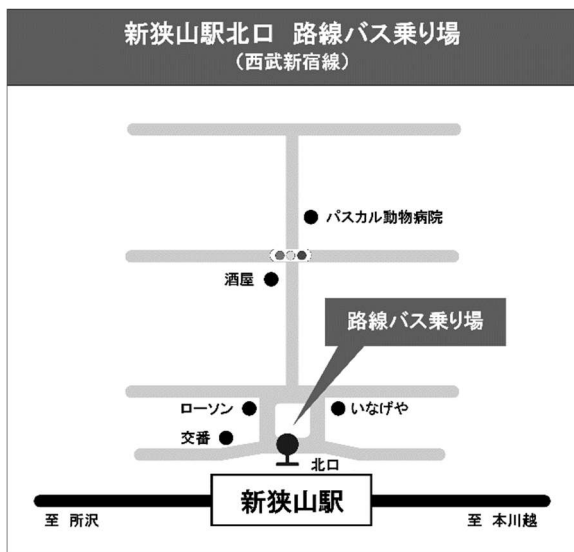 新狭山駅北口 路線バス乗り場
（西武新宿線）
パスカル動物病院
酒屋
路線バス乗り場
ローソン
いなげや
交番
北口
新狭山駅
至 所沢
至 本川越